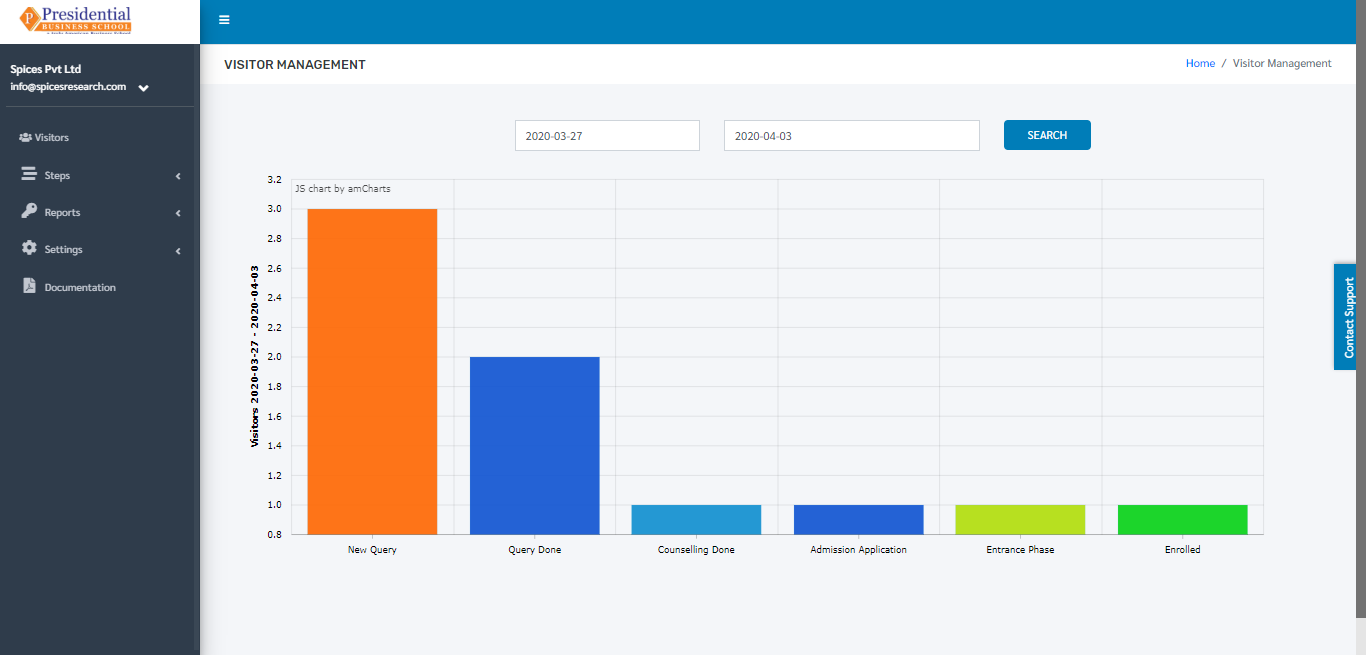 Presidential
BUSINESS SCHOOL
Spices Pvt Ltd
info@spicesresearch.com
Visitors
Steps
Reports
Settings
Documentation
VISITOR MANAGEMENT
Home / Visitor Management
2020-03-27
2020-04-03
SEARCH
JS chart by amCharts
Visitors 2020-03-27 - 2020-04-03
3.2
3.0
2.8
2.6
2.4
2.2
2.0
1.8
1.6
1.4
1.2
1.0
0.8
New Query
Query Done
Counselling Done
Admission Application
Entrance Phase
Enrolled
Contact Support